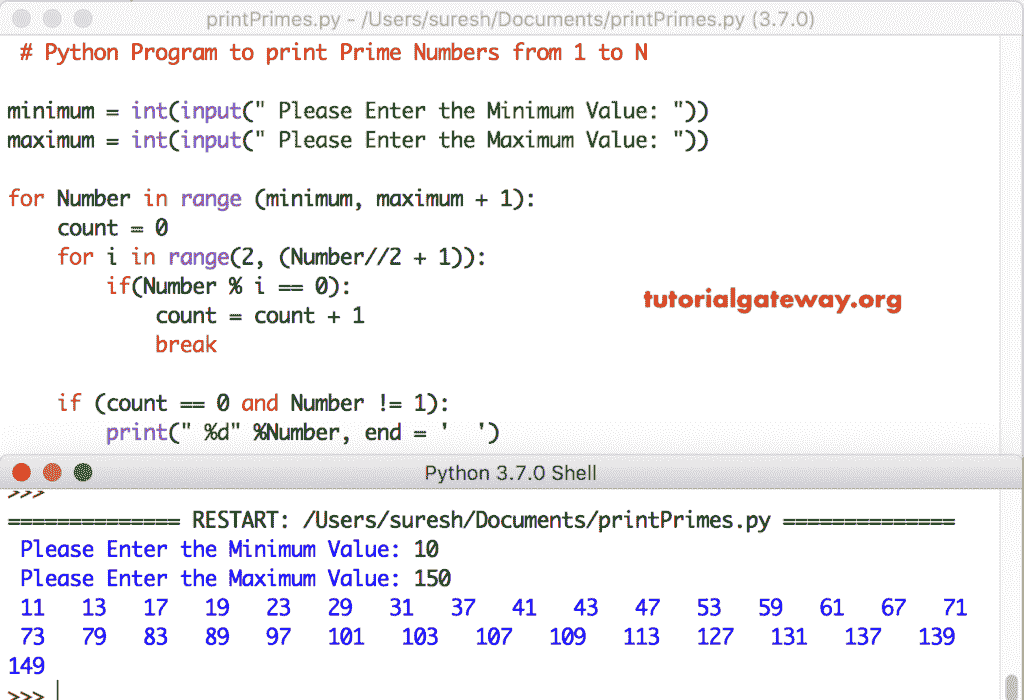 printPrimes.py - /Users/suresh/Documents/printPrimes.py (3.7.0)
# Python Program to print Prime Numbers from 1 to N
minimum = int(input(" Please Enter the Minimum Value: "))
maximum = int(input(" Please Enter the Maximum Value: "))
for Number in range (minimum, maximum + 1):
    count = 0
    for i in range(2, (Number//2 + 1)):
        if(Number % i == 0):
            count = count + 1
            break
tutorialgateway.org
    if (count == 0 and Number != 1):
        print(" %d" %Number, end = '  ')
Python 3.7.0 Shell
>>>
============== RESTART: /Users/suresh/Documents/printPrimes.py ==============
 Please Enter the Minimum Value: 10
 Please Enter the Maximum Value: 150
 11   13   17   19   23   29   31   37   41   43   47   53   59   61   67   71
 73   79   83   89   97   101   103   107   109   113   127   131   137   139
149
>>>